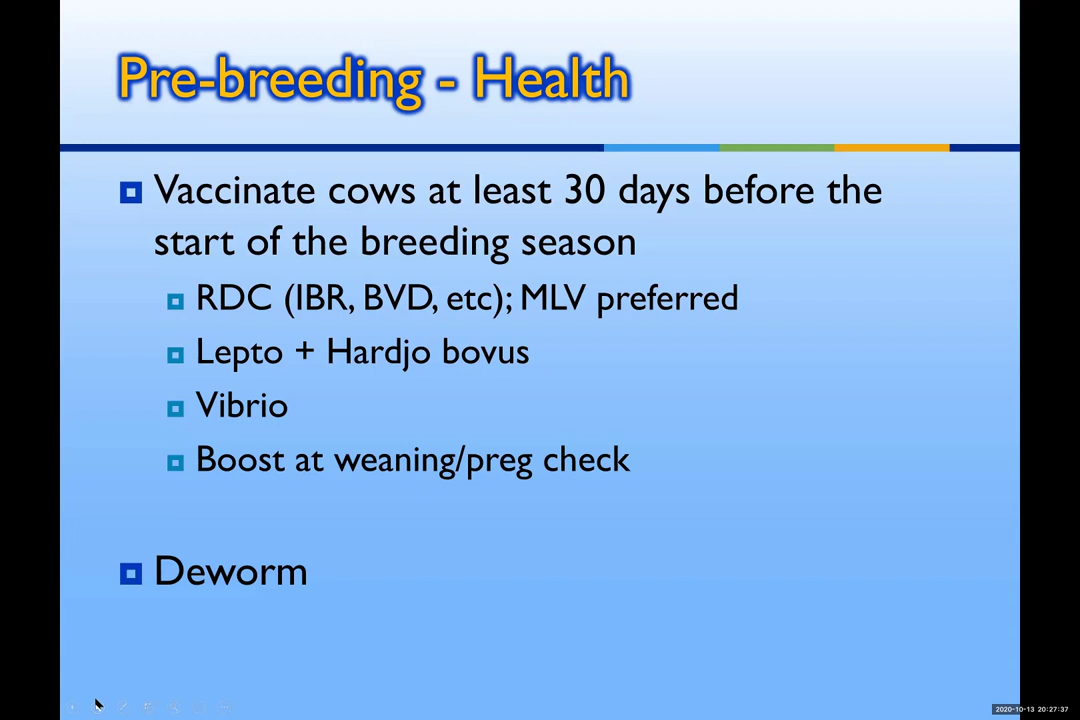 Pre-breeding - Health
Vaccinate cows at least 30 days before the
start of the breeding season
RDC (IBR, BVD, etc); MLV preferred
Lepto + Hardjo bovus
Vibrio
Boost at weaning/preg check
Deworm
2020-10-13 20:27:37